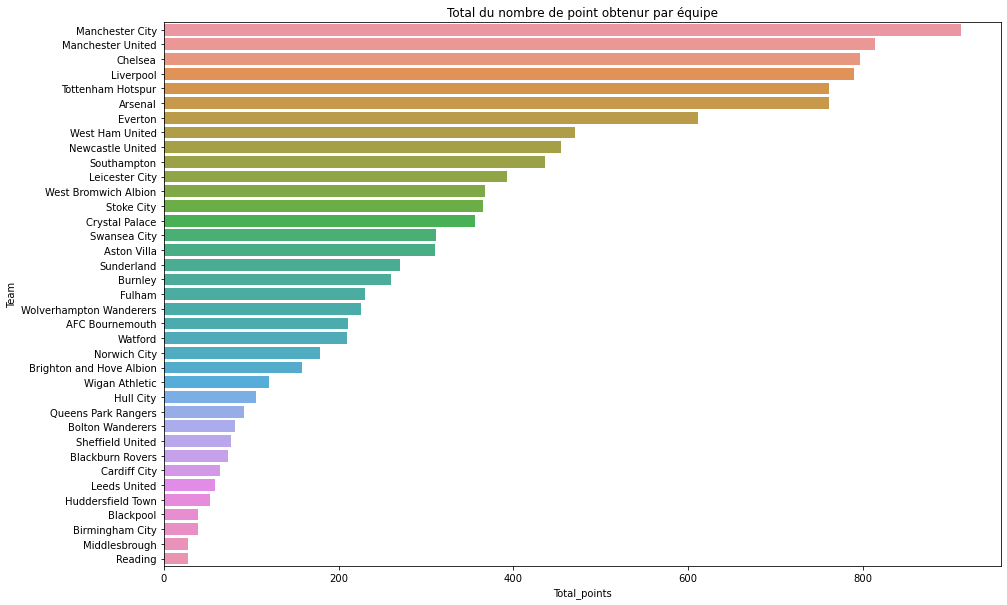 Total du nombre de point obtenur par équipe
Manchester City
Manchester United
Chelsea
Liverpool
Tottenham Hotspur
Arsenal
Everton
West Ham United
Newcastle United
Southampton
Leicester City
West Bromwich Albion
Stoke City
Crystal Palace
Swansea City
Aston Villa
Sunderland
Burnley
Fulham
Wolverhampton Wanderers
AFC Bournemouth
Watford
Norwich City
Brighton and Hove Albion
Wigan Athletic
Hull City
Queens Park Rangers
Bolton Wanderers
Sheffield United
Blackburn Rovers
Cardiff City
Leeds United
Huddersfield Town
Blackpool
Birmingham City
Middlesbrough
Reading
Team
0 200 400 600 800
Total_points